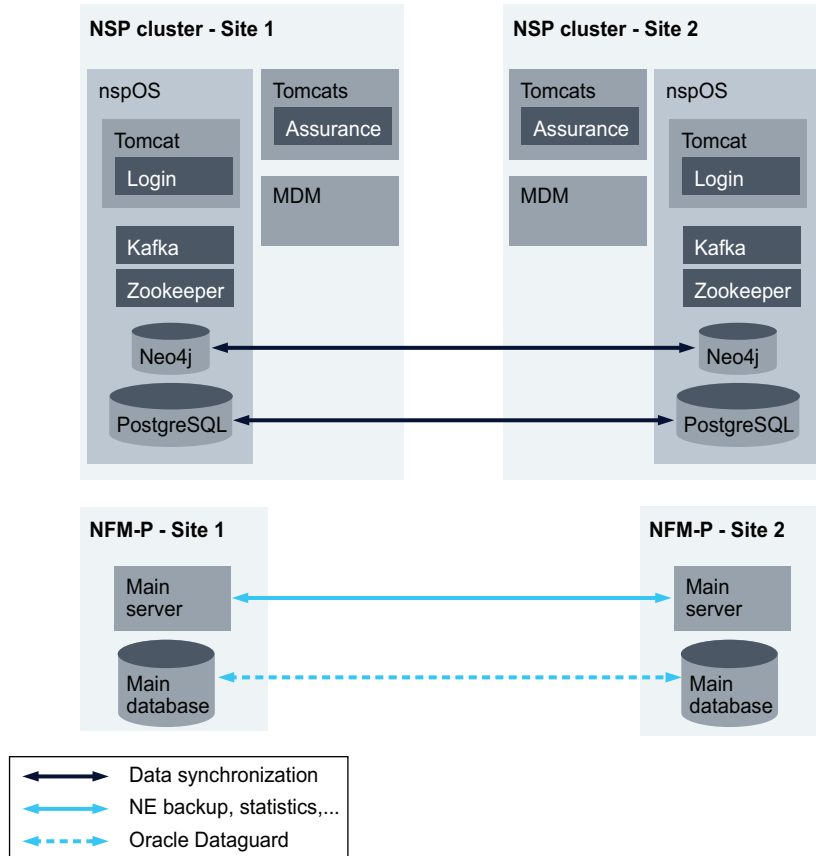 NSP cluster - Site 1
nspOS
Tomcat
Login
Kafka
Zookeeper
Neo4j
PostgreSQL
Tomcats
Assurance
MDM
NSP cluster - Site 2
Tomcats
Assurance
MDM
nspOS
Tomcat
Login
Kafka
Zookeeper
Neo4j
PostgreSQL
NFM-P - Site 1
Main
server
Main
database
NFM-P - Site 2
Main
server
Main
database
Data synchronization
NE backup, statistics,...
Oracle Dataguard